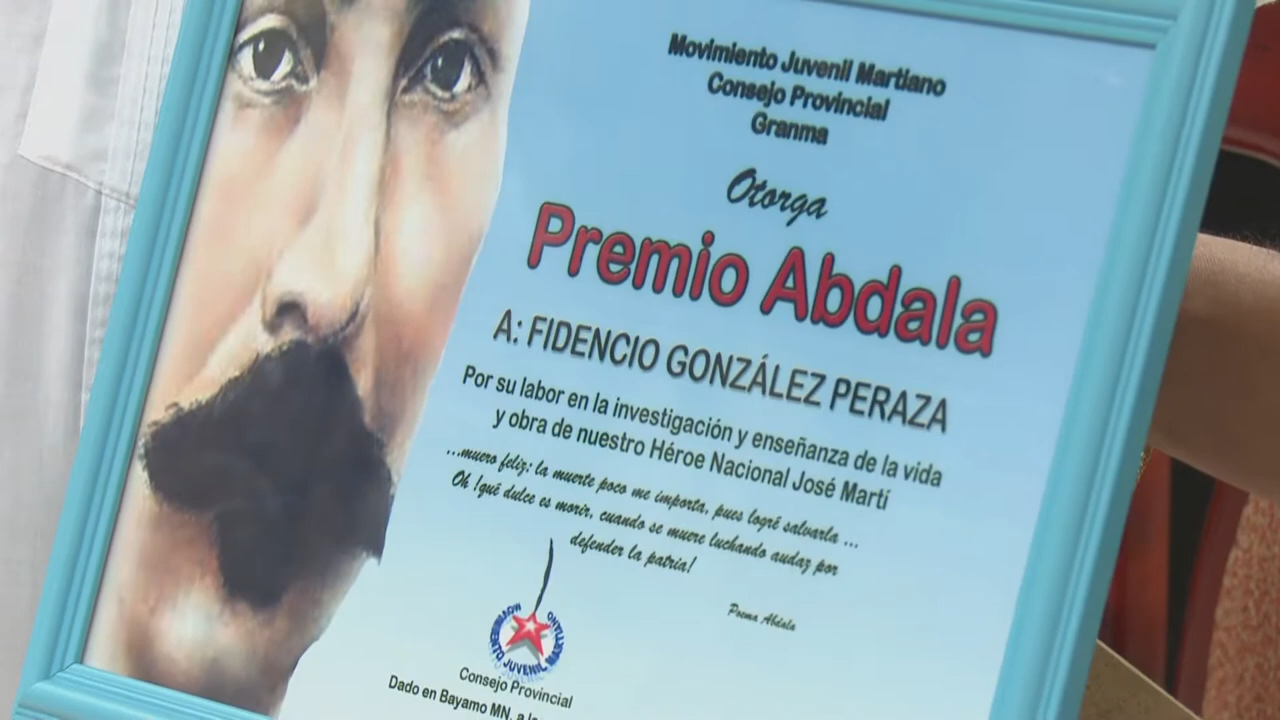 Movimiento Juvenil Martiano
Consejo Provincial
Granma
Otorga
Premio Abdala
A: FIDENCIO GONZÁLEZ PERAZA
Por su labor en la investigación y enseñanza de la vida
y obra de nuestro Héroe Nacional José Martí
...muero feliz: la muerte poco me importa, pues logré salvarla ...
Oh !qué dulce es morir, cuando se muere luchando audaz por
defender la patria!
Poema Abdala
MOVIMIENTO JUVENIL MARTIANO
Consejo Provincial
Dado en Bayamo MN, a